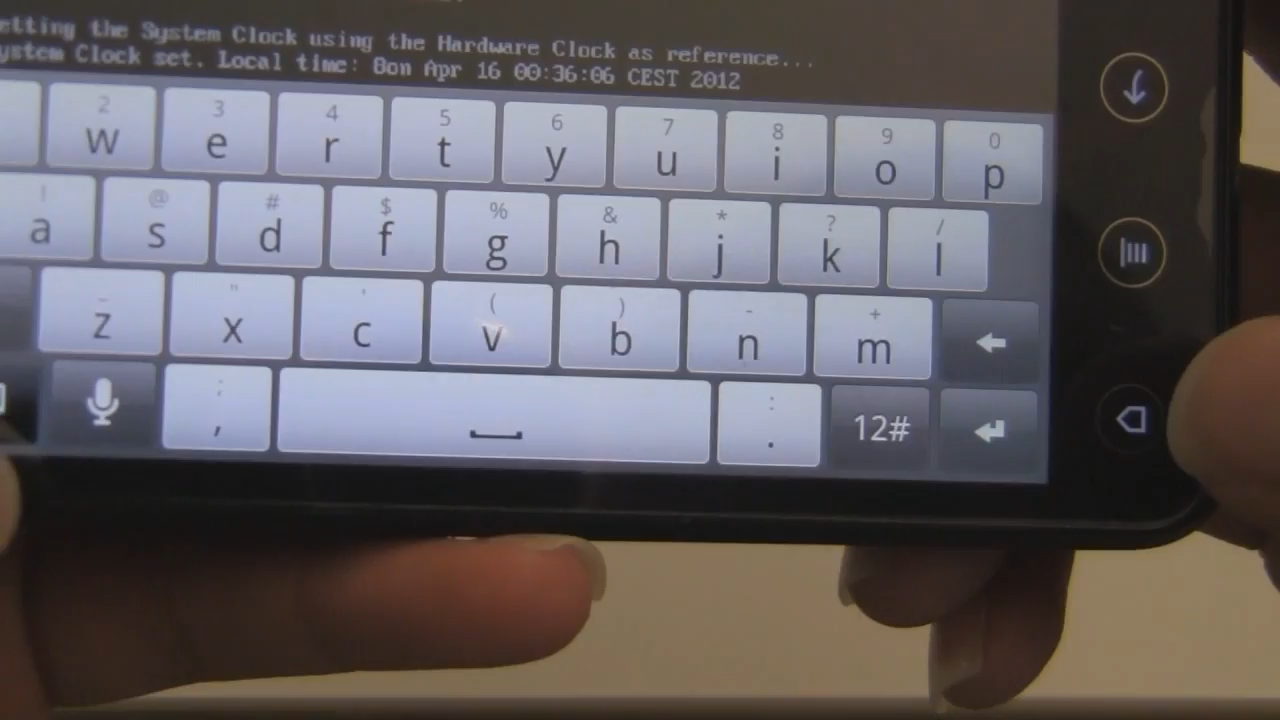 etting the System Clock using the Hardware Clock as reference...
ystem Clock set. Local time: Bon Apr 16 00:36:06 CEST 2012
2 3 4 5 6 7 8 9 0
w e r t y u i o p
! @ # $ % & * ? /
a s d f g h j k l
_ " ' ( ) - +
z x c v b n m
; :
, . 12#